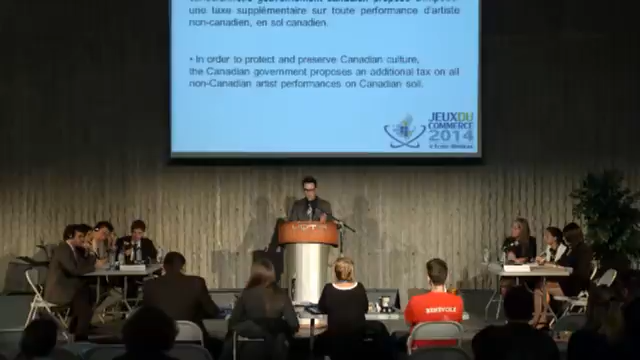 une taxe supplémentaire sur toute performance d'artiste
non-canadien, en sol canadien.
• In order to protect and preserve Canadian culture,
the Canadian government proposes an additional tax on all
non-Canadian artist performances on Canadian soil.
JEUX DU
COMMERCE
2014
BÉNÉVOLE